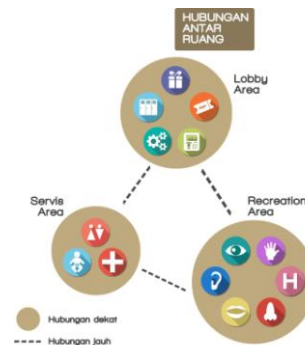 HUBUNGAN
ANTAR
RUANG
Lobby
Area
Servis
Area
Recreation
Area
H
Hubungan dekat
Hubungan jauh